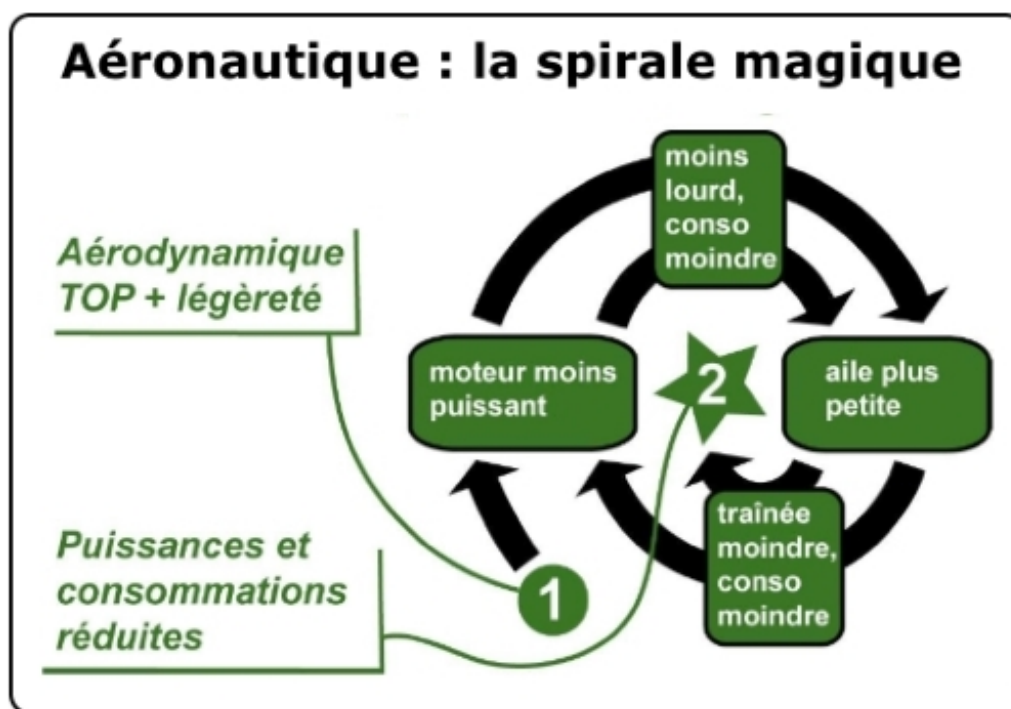 Aéronautique : la spirale magique
moins
lourd,
conso
moindre
Aérodynamique
TOP + légèreté
moteur moins
puissant
2
aile plus
petite
Puissances et
consommations
réduites
1
traînée
moindre,
conso
moindre